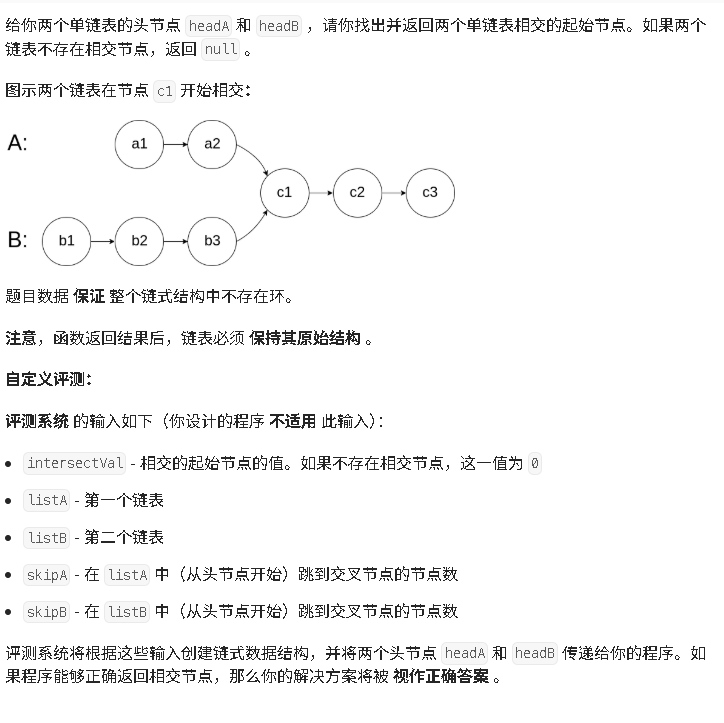 给你两个单链表的头节点 headA 和 headB ，请你找出并返回两个单链表相交的起始节点。如果两个
链表不存在相交节点，返回 null 。
图示两个链表在节点 c1 开始相交：
A: a1 a2
c1 c2 c3
B: b1 b2 b3
题目数据 保证 整个链式结构中不存在环。
注意，函数返回结果后，链表必须 保持其原始结构 。
自定义评测：
评测系统 的输入如下（你设计的程序 不适用 此输入）：
• intersectVal - 相交的起始节点的值。如果不存在相交节点，这一值为 0
• listA - 第一个链表
• listB - 第二个链表
• skipA - 在 listA 中（从头节点开始）跳到交叉节点的节点数
• skipB - 在 listB 中（从头节点开始）跳到交叉节点的节点数
评测系统将根据这些输入创建链式数据结构，并将两个头节点 headA 和 headB 传递给你的程序。如
果程序能够正确返回相交节点，那么你的解决方案将被 视作正确答案 。